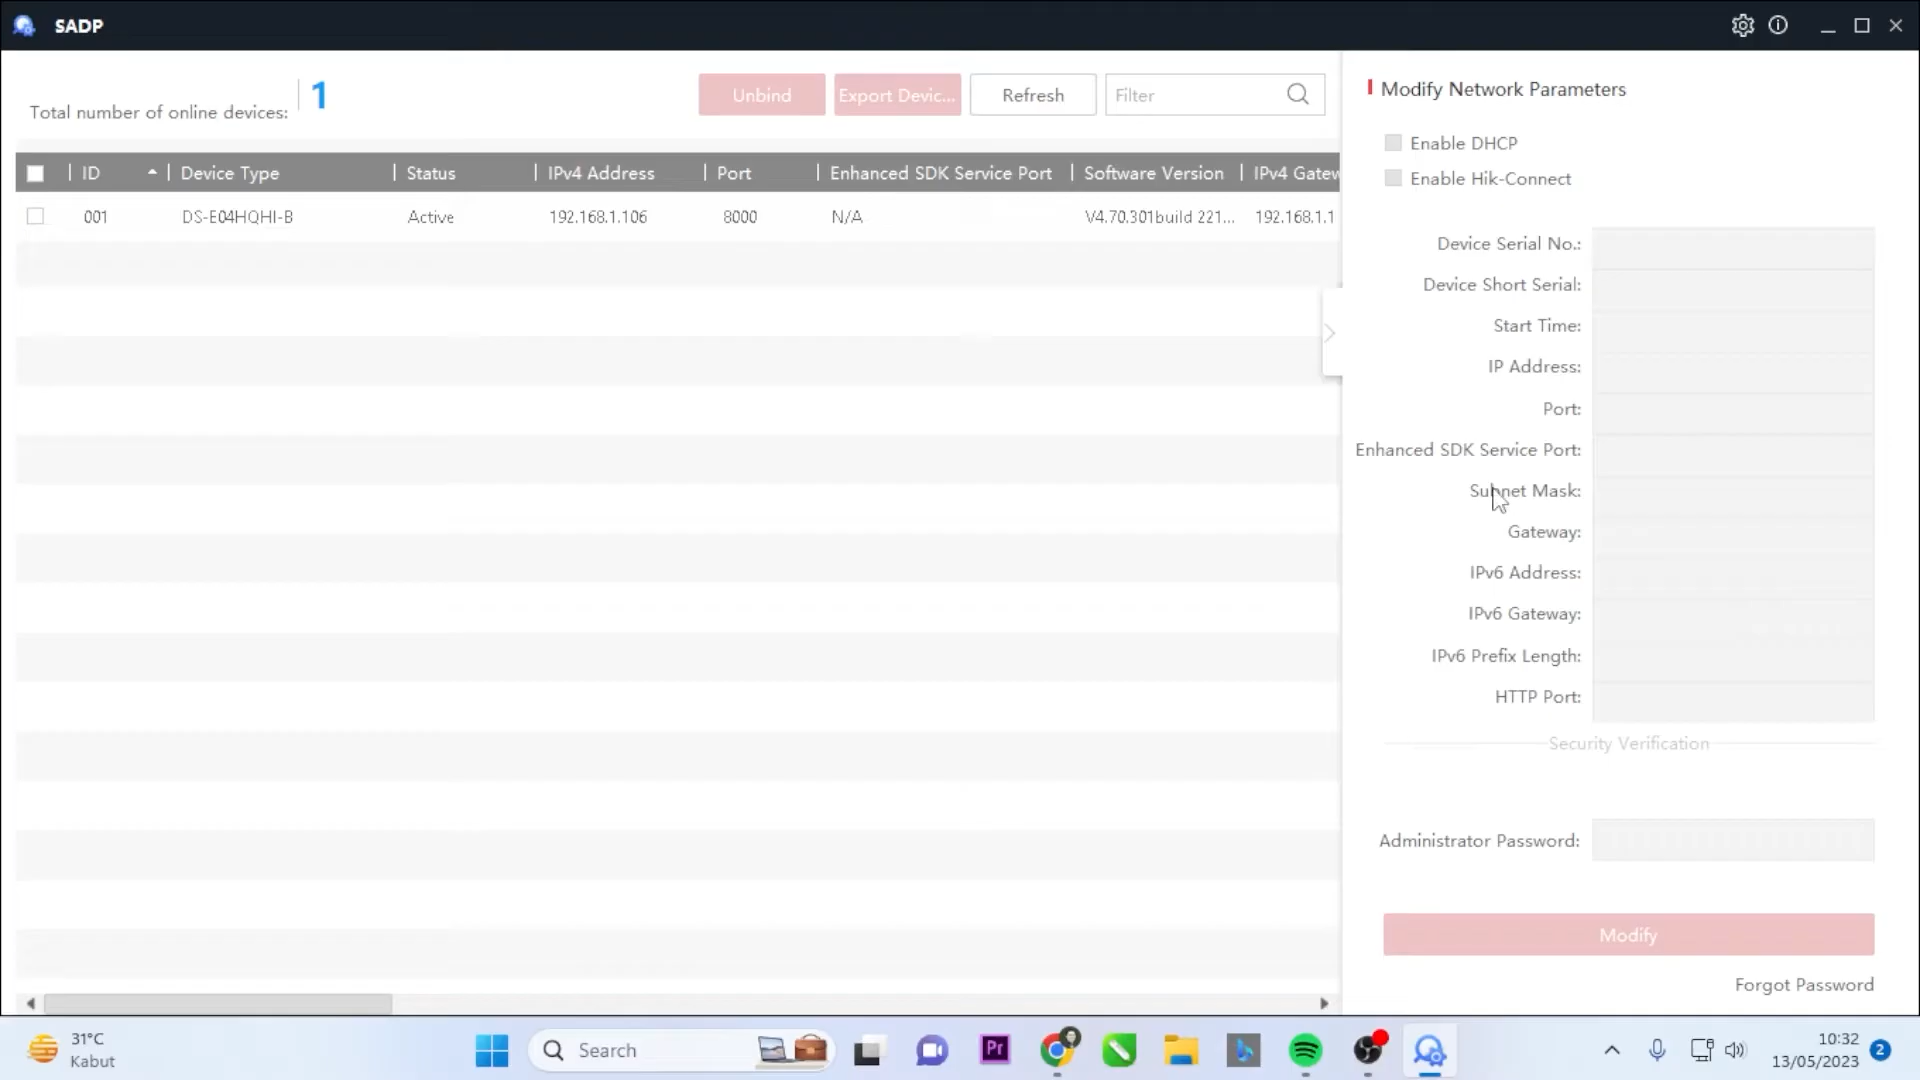 SADP
Total number of online devices: 1
Unbind
Export Devic...
Refresh
Filter
ID
Device Type
Status
IPv4 Address
Port
Enhanced SDK Service Port
Software Version
IPv4 Gatew
001
DS-E04HQHI-B
Active
192.168.1.106
8000
N/A
V4.70.301build 221...
192.168.1.1
Modify Network Parameters
Enable DHCP
Enable Hik-Connect
Device Serial No.:
Device Short Serial:
Start Time:
IP Address:
Port:
Enhanced SDK Service Port:
Subnet Mask:
Gateway:
IPv6 Address:
IPv6 Gateway:
IPv6 Prefix Length:
HTTP Port:
Security Verification
Administrator Password:
Modify
Forgot Password
31°C
Kabut
Search
Pr
10:32
13/05/2023
2